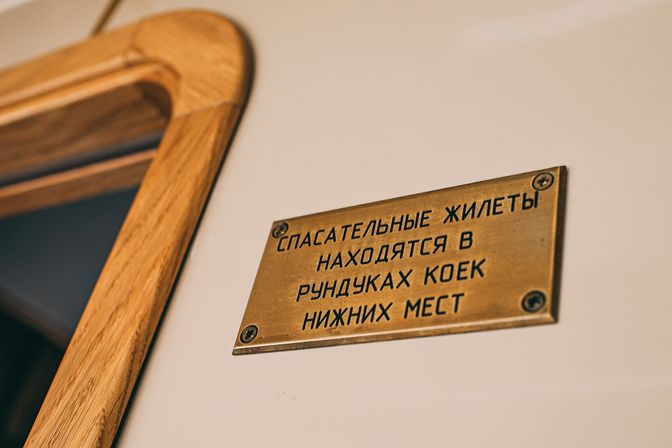 СПАСАТЕЛЬНЫЕ ЖИЛЕТЫ
НАХОДЯТСЯ В
РУНДУКАХ КОЕК
НИЖНИХ МЕСТ